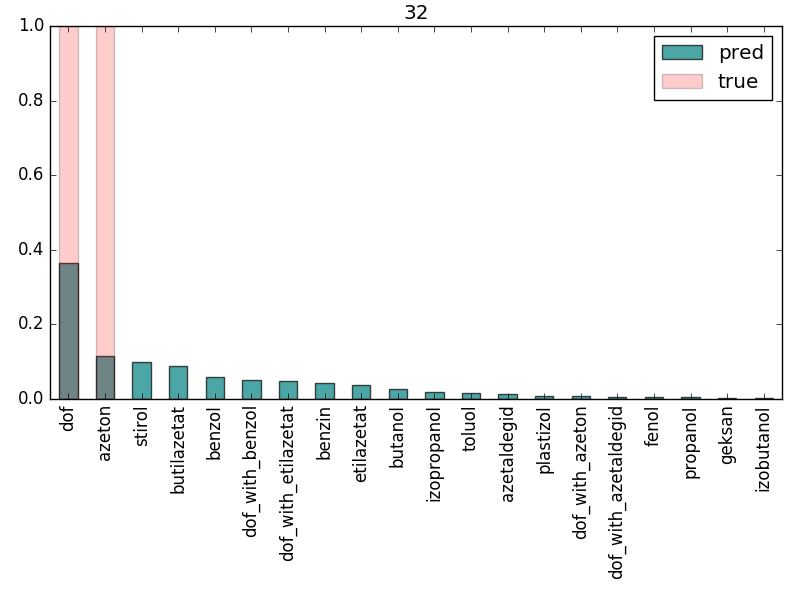 32
1.0
0.8
0.6
0.4
0.2
0.0
pred
true
dof
azeton
stirol
butilazetat
benzol
dof_with_benzol
dof_with_etilazetat
benzin
etilazetat
butanol
izopropanol
toluol
azetaldegid
plastizol
dof_with_azeton
dof_with_azetaldegid
fenol
propanol
geksan
izobutanol